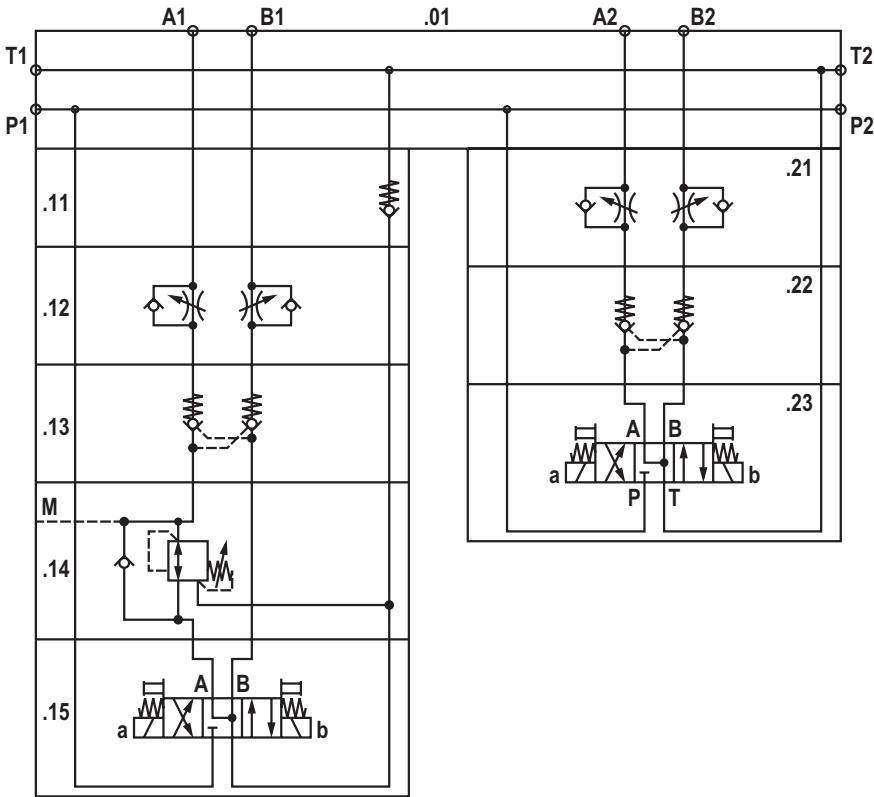 A1 B1 .01 A2 B2
T1 T2
P1 P2
.11 .21
.12 .22
.13 .23
A B
a b
P T
M
.14
A B
.15
a b